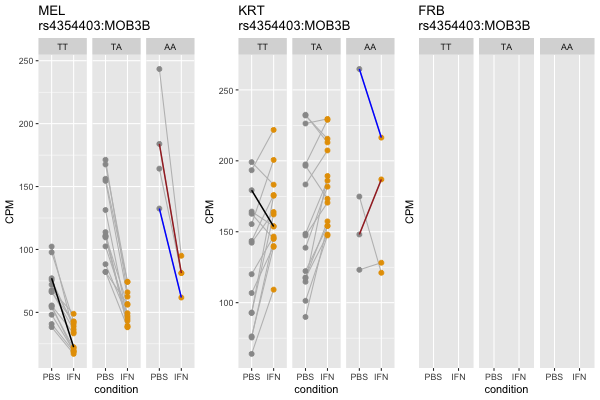 MEL
rs4354403:MOB3B
TT TA AA
250
200
150
100
50
CPM
PBS IFN PBS IFN PBS IFN
condition
KRT
rs4354403:MOB3B
TT TA AA
250
200
150
100
CPM
PBS IFN PBS IFN PBS IFN
condition
FRB
rs4354403:MOB3B
TT TA AA
CPM
PBS IFN PBS IFN PBS IFN
condition